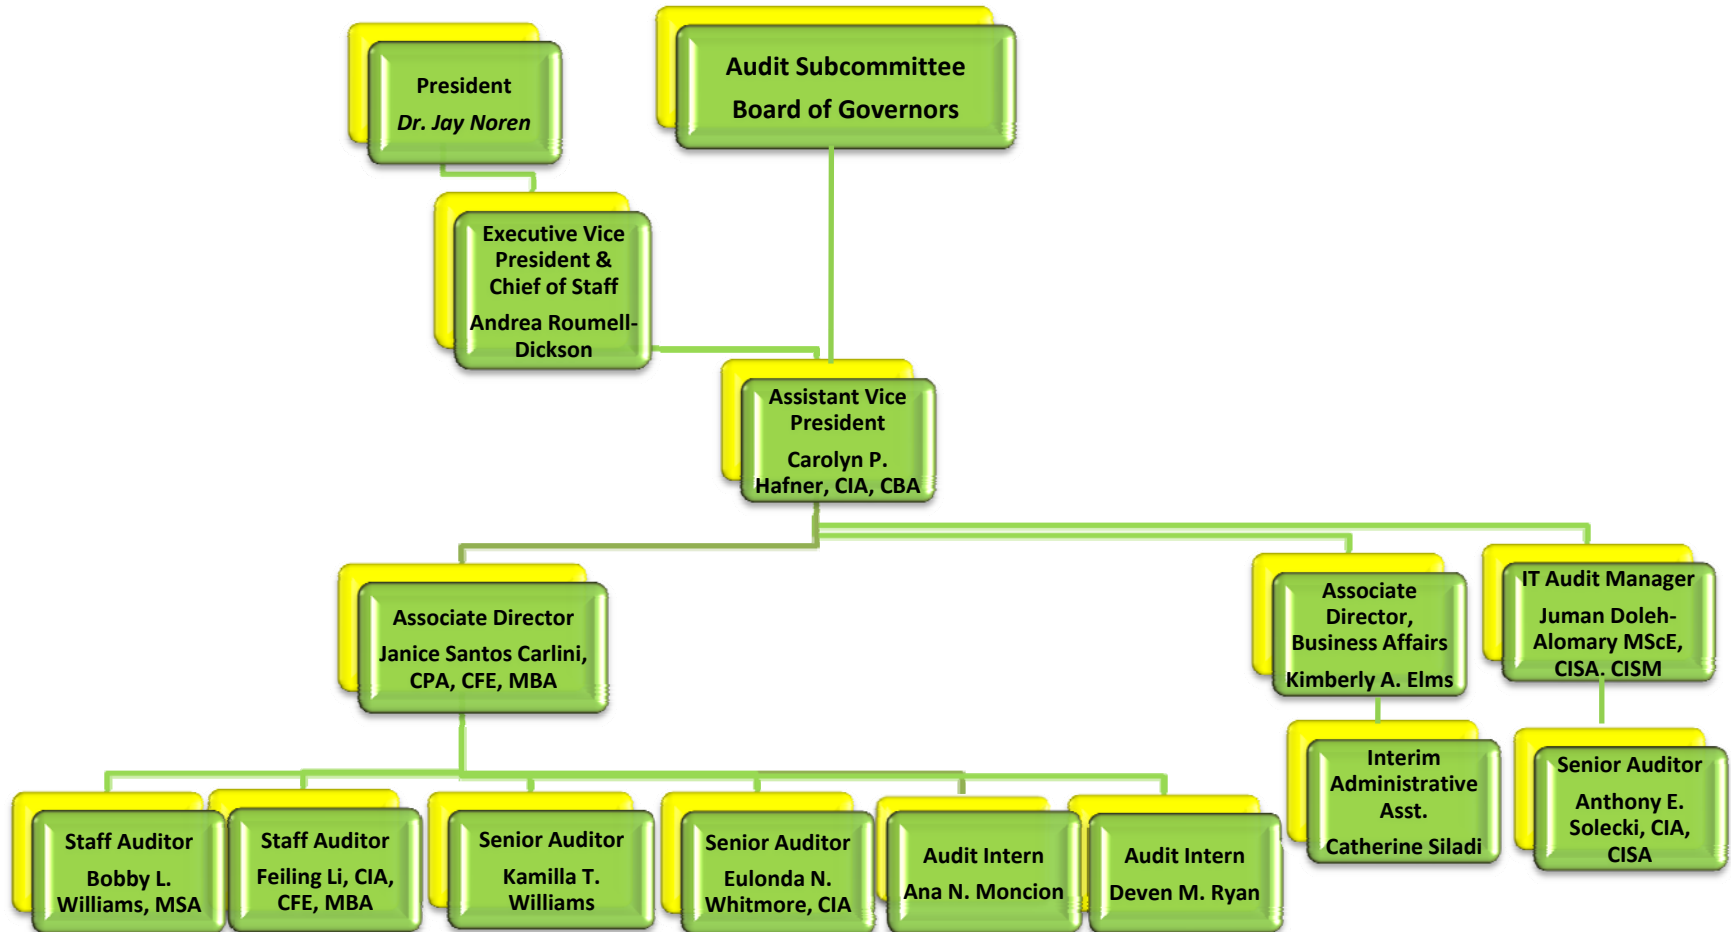 President
Dr. Jay Noren
Audit Subcommittee
Board of Governors
Executive Vice
President &
Chief of Staff
Andrea Roumell-
Dickson
Assistant Vice
President
Carolyn P.
Hafner, CIA, CBA
Associate Director
Janice Santos Carlini,
CPA, CFE, MBA
Associate
Director,
Business Affairs
Kimberly A. Elms
IT Audit Manager
Juman Doleh-
Alomary MScE,
CISA. CISM
Interim
Administrative
Asst.
Catherine Siladi
Senior Auditor
Anthony E.
Solecki, CIA,
CISA
Staff Auditor
Bobby L.
Williams, MSA
Staff Auditor
Feiling Li, CIA,
CFE, MBA
Senior Auditor
Kamilla T.
Williams
Senior Auditor
Eulonda N.
Whitmore, CIA
Audit Intern
Ana N. Moncion
Audit Intern
Deven M. Ryan